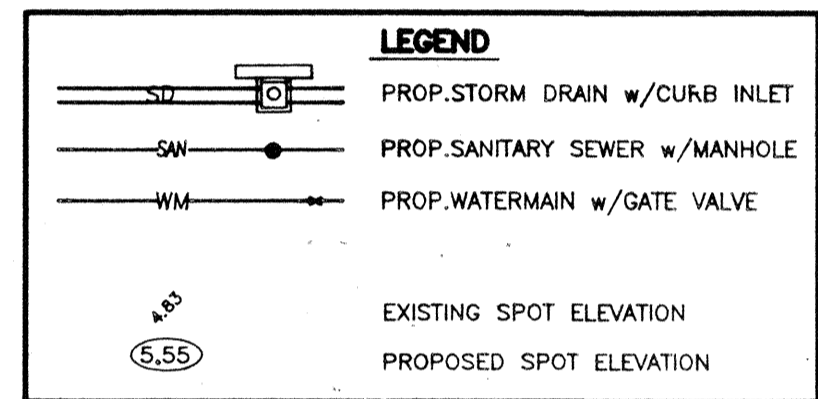 LEGEND
SD PROP.STORM DRAIN w/CURB INLET
SAN PROP.SANITARY SEWER w/MANHOLE
WM PROP.WATERMAIN w/GATE VALVE
4.83 EXISTING SPOT ELEVATION
5.55 PROPOSED SPOT ELEVATION